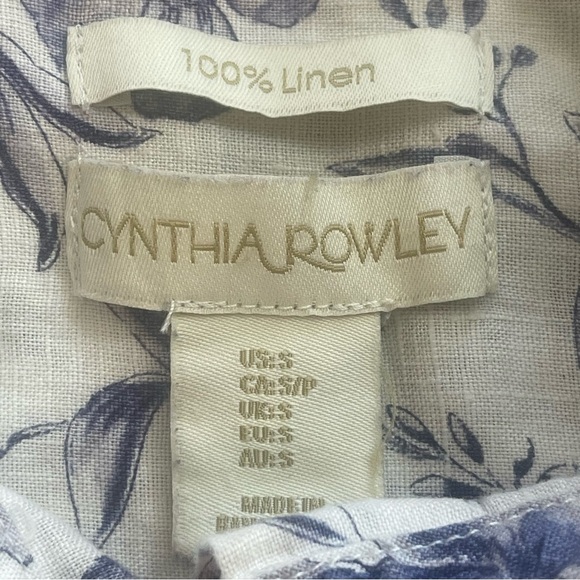 100% Linen
CYNTHIA ROWLEY
US:S
CA:S/P
UK:S
EU:S
AU:S
MADE IN